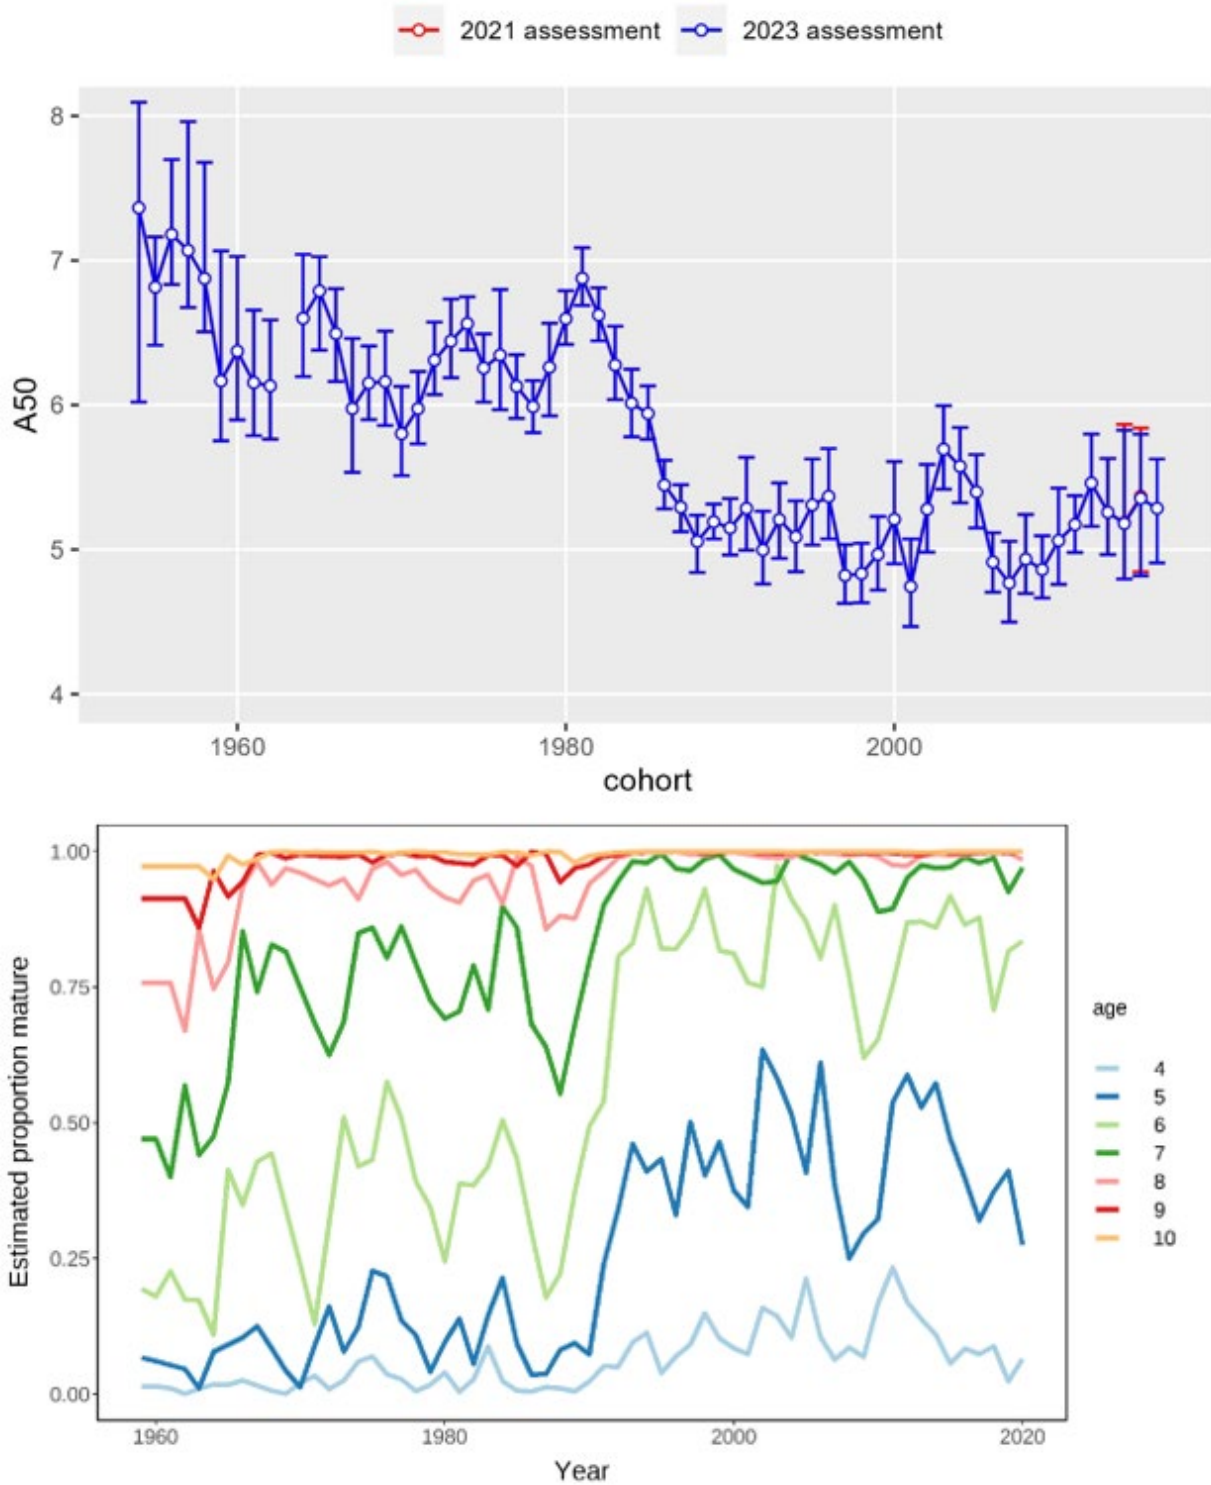 2021 assessment 2023 assessment
8
7
6
5
4
A50
1960 1980 2000
cohort
1.00
0.75
0.50
0.25
0.00
Estimated proportion mature
1960 1980 2000 2020
Year
age
4
5
6
7
8
9
10